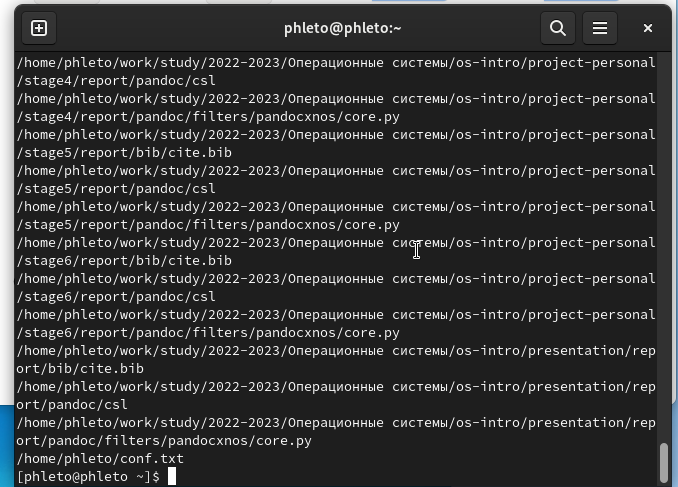 phleto@phleto:~
/home/phleto/work/study/2022-2023/Операционные системы/os-intro/project-personal
/stage4/report/pandoc/csl
/home/phleto/work/study/2022-2023/Операционные системы/os-intro/project-personal
/stage4/report/pandoc/filters/pandocxnos/core.py
/home/phleto/work/study/2022-2023/Операционные системы/os-intro/project-personal
/stage5/report/bib/cite.bib
/home/phleto/work/study/2022-2023/Операционные системы/os-intro/project-personal
/stage5/report/pandoc/csl
/home/phleto/work/study/2022-2023/Операционные системы/os-intro/project-personal
/stage5/report/pandoc/filters/pandocxnos/core.py
/home/phleto/work/study/2022-2023/Операционные системы/os-intro/project-personal
/stage6/report/bib/cite.bib
/home/phleto/work/study/2022-2023/Операционные системы/os-intro/project-personal
/stage6/report/pandoc/csl
/home/phleto/work/study/2022-2023/Операционные системы/os-intro/project-personal
/stage6/report/pandoc/filters/pandocxnos/core.py
/home/phleto/work/study/2022-2023/Операционные системы/os-intro/presentation/rep
ort/bib/cite.bib
/home/phleto/work/study/2022-2023/Операционные системы/os-intro/presentation/rep
ort/pandoc/csl
/home/phleto/work/study/2022-2023/Операционные системы/os-intro/presentation/rep
ort/pandoc/filters/pandocxnos/core.py
/home/phleto/conf.txt
[phleto@phleto ~]$